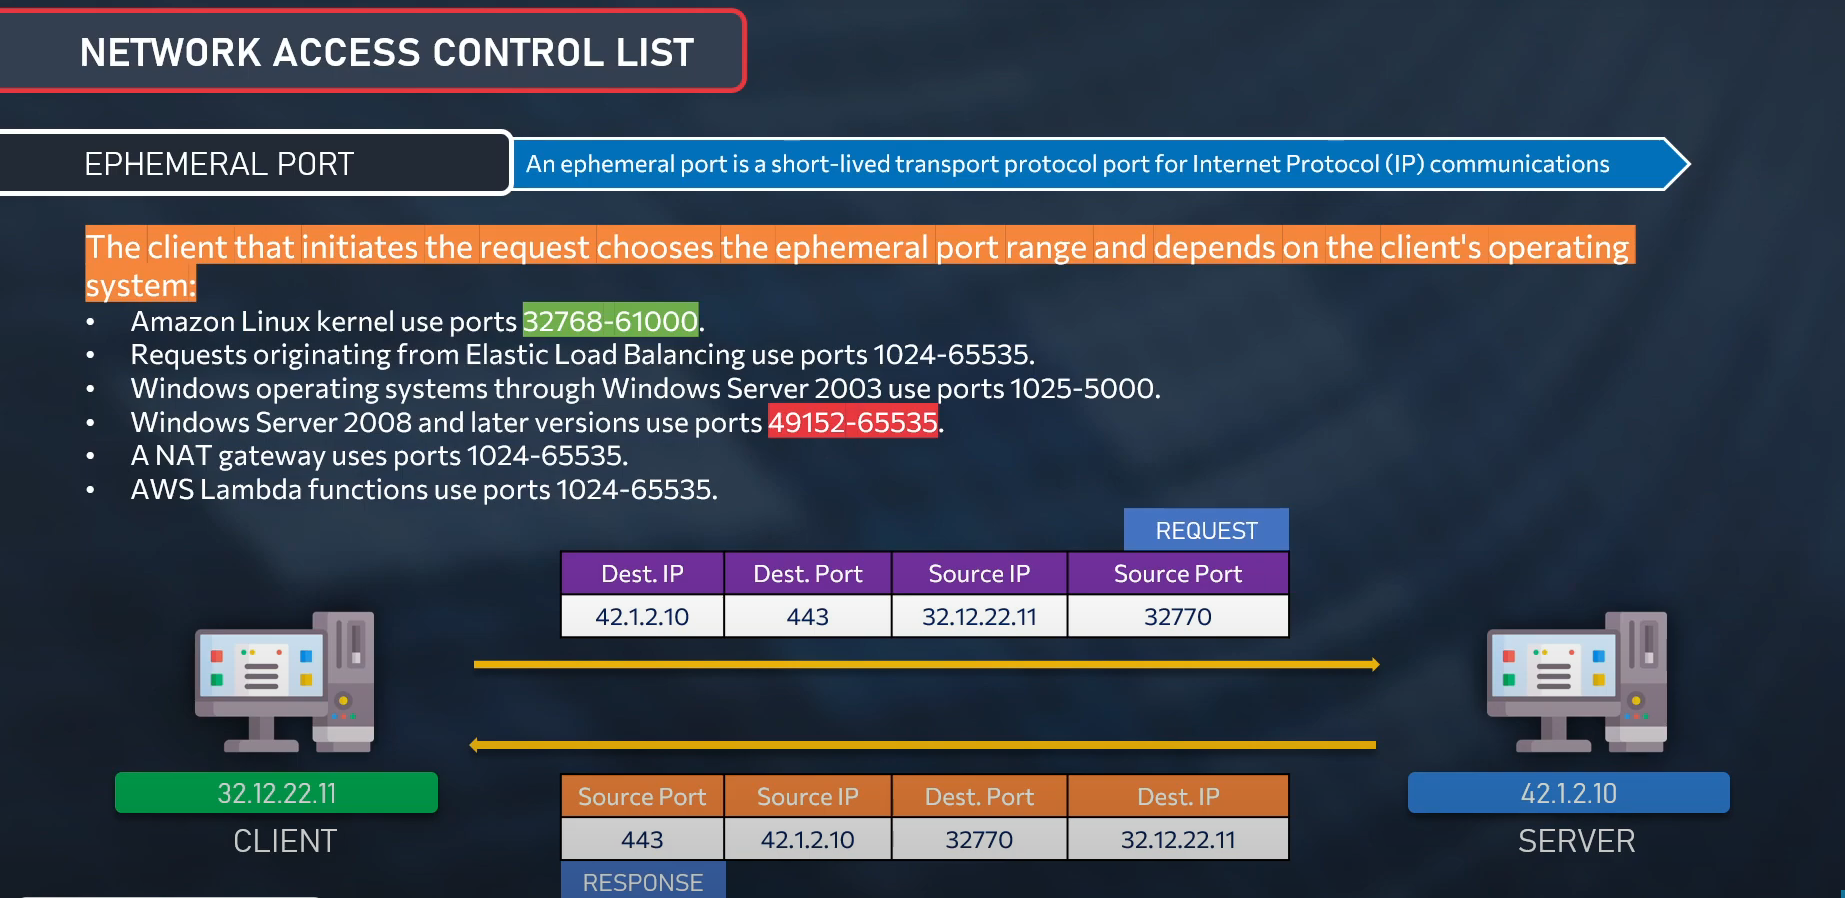 NETWORK ACCESS CONTROL LIST
EPHEMERAL PORT
An ephemeral port is a short-lived transport protocol port for Internet Protocol (IP) communications
The client that initiates the request chooses the ephemeral port range and depends on the client's operating
system:
• Amazon Linux kernel use ports 32768-61000.
• Requests originating from Elastic Load Balancing use ports 1024-65535.
• Windows operating systems through Windows Server 2003 use ports 1025-5000.
• Windows Server 2008 and later versions use ports 49152-65535.
• A NAT gateway uses ports 1024-65535.
• AWS Lambda functions use ports 1024-65535.
REQUEST
Dest. IP Dest. Port Source IP Source Port
42.1.2.10 443 32.12.22.11 32770
32.12.22.11
CLIENT
42.1.2.10
SERVER
Source Port Source IP Dest. Port Dest. IP
443 42.1.2.10 32770 32.12.22.11
RESPONSE